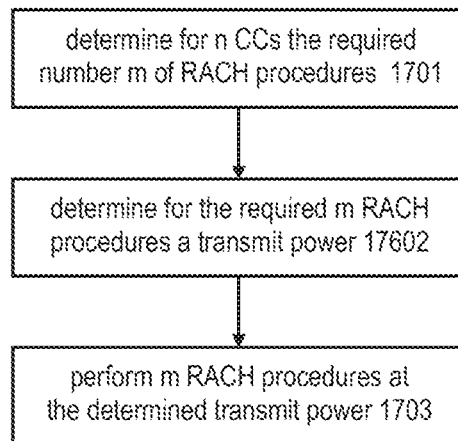 determine for n CCs the required
number m of RACH procedures 1701
determine for the required m RACH
procedures a transmit power 17602
perform m RACH procedures at
the determined transmit power 1703